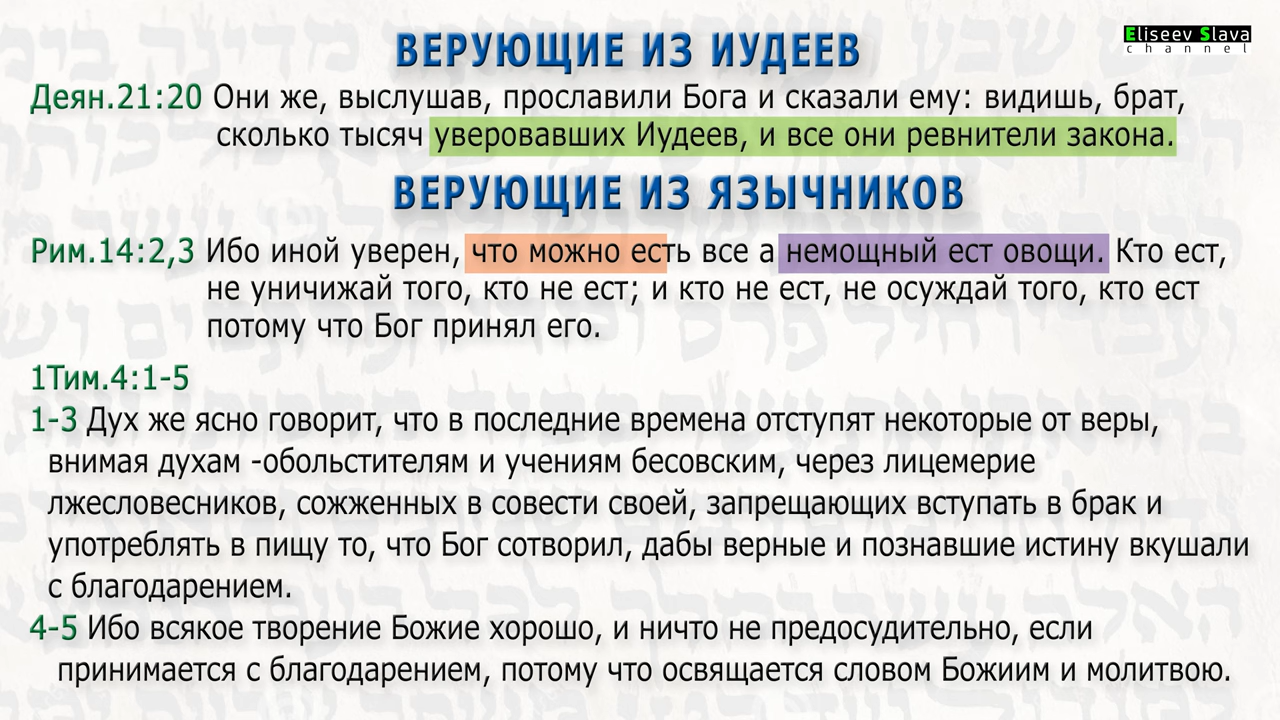 ВЕРУЮЩИЕ ИЗ ИУДЕЕВ
Eliseev Slava
channel
Деян.21:20 Они же, выслушав, прославили Бога и сказали ему: видишь, брат,
сколько тысяч уверовавших Иудеев, и все они ревнители закона.
ВЕРУЮЩИЕ ИЗ ЯЗЫЧНИКОВ
Рим.14:2,3 Ибо иной уверен, что можно есть все а немощный ест овощи. Кто ест,
не уничижай того, кто не ест; и кто не ест, не осуждай того, кто ест
потому что Бог принял его.
1Тим.4:1-5
1-3 Дух же ясно говорит, что в последние времена отступят некоторые от веры,
внимая духам -обольстителям и учениям бесовским, через лицемерие
лжесловесников, сожженных в совести своей, запрещающих вступать в брак и
употреблять в пищу то, что Бог сотворил, дабы верные и познавшие истину вкушали
с благодарением.
4-5 Ибо всякое творение Божие хорошо, и ничто не предосудительно, если
принимается с благодарением, потому что освящается словом Божиим и молитвою.